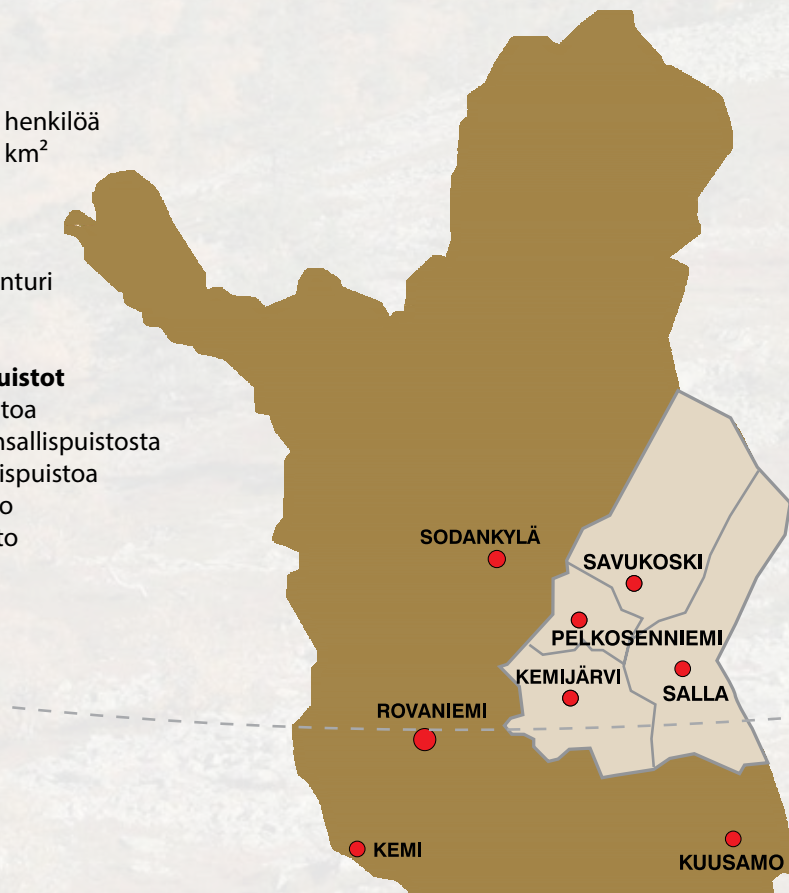 henkilöä
km²
nturi
uistot
toa
nsallispuistosta
ispuistoa
o
to
SODANKYLÄ
SAVUKOSKI
PELKOSENNIEMI
KEMIJÄRVI
SALLA
ROVANIEMI
KEMI
KUUSAMO